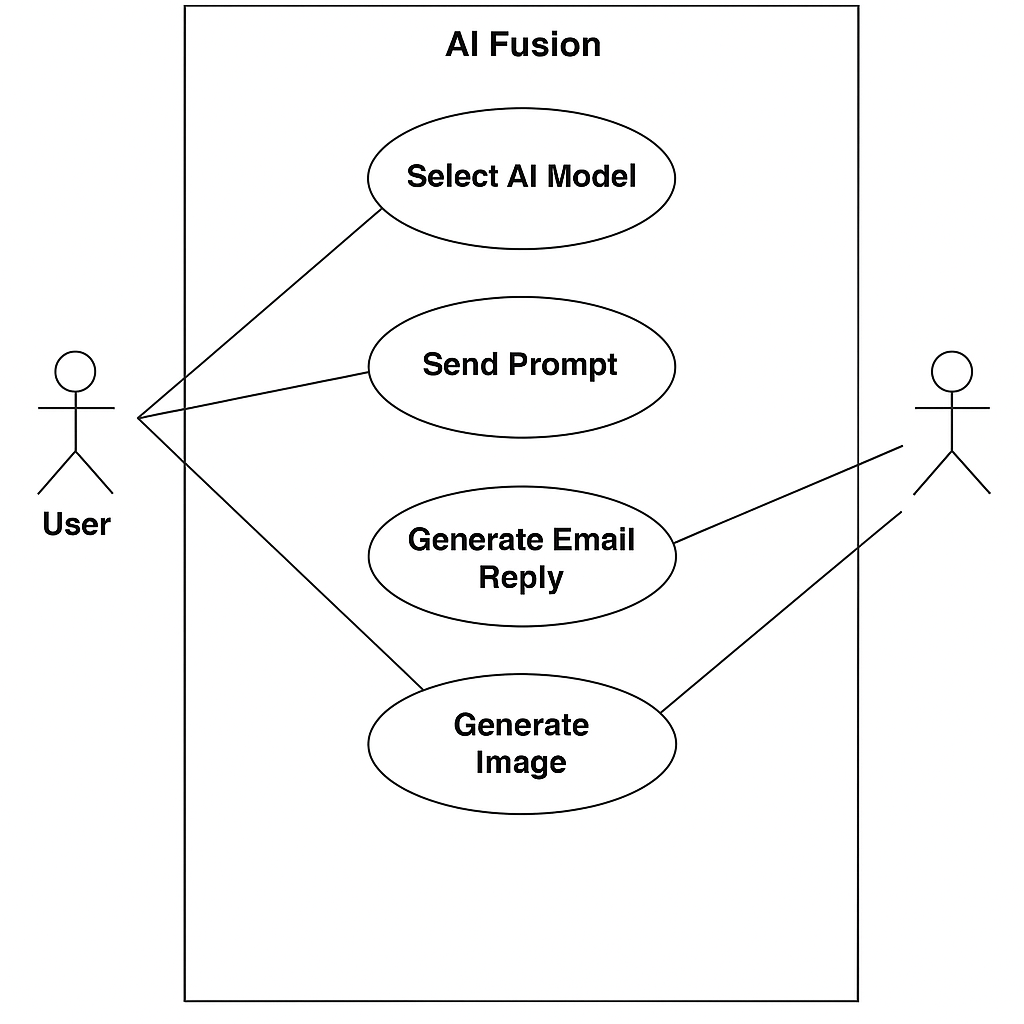 AI Fusion
Select AI Model
Send Prompt
User
Generate Email
Reply
Generate
Image